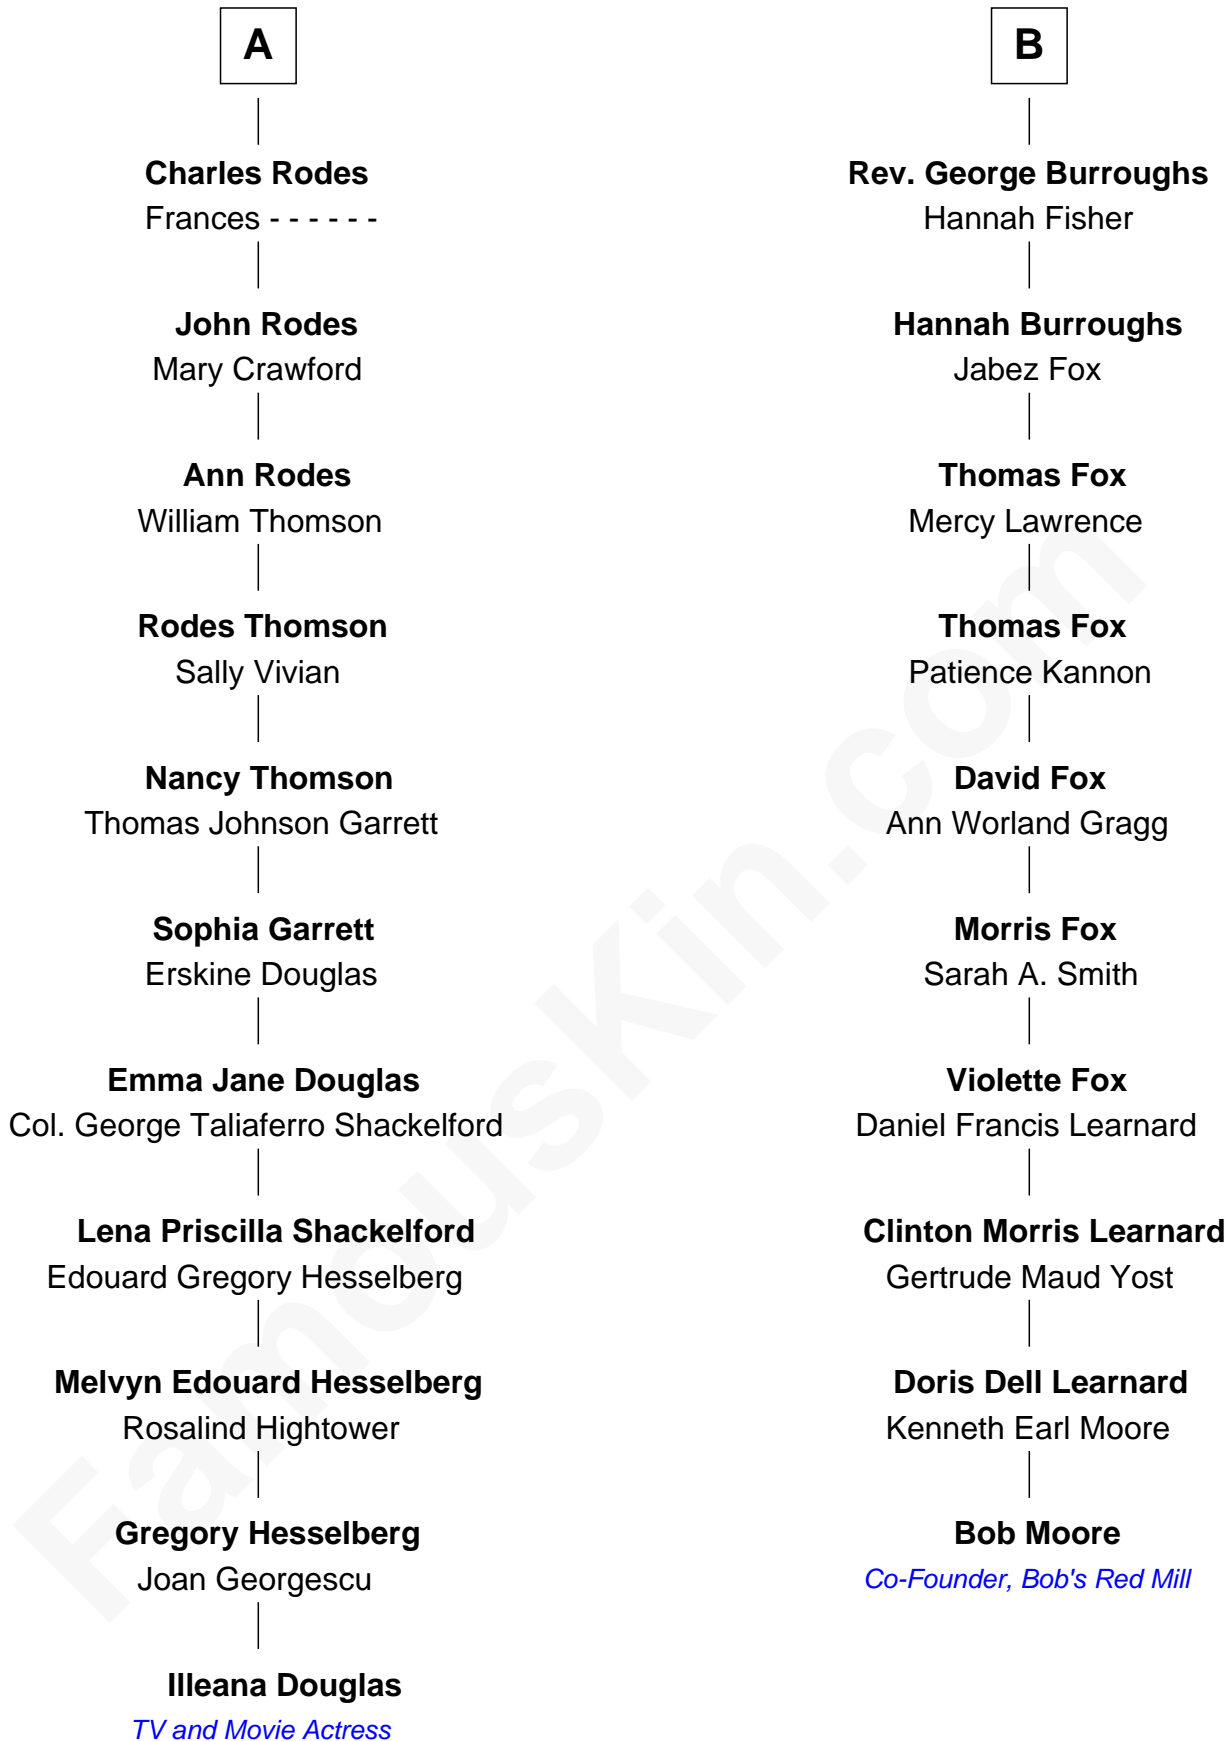 A
Charles Rodes
Frances - - - - - -
John Rodes
Mary Crawford
Ann Rodes
William Thomson
Rodes Thomson
Sally Vivian
Nancy Thomson
Thomas Johnson Garrett
Sophia Garrett
Erskine Douglas
Emma Jane Douglas
Col. George Taliaferro Shackelford
Lena Priscilla Shackelford
Edouard Gregory Hesselberg
Melvyn Edouard Hesselberg
Rosalind Hightower
Gregory Hesselberg
Joan Georgescu
Illeana Douglas
TV and Movie Actress
B
Rev. George Burroughs
Hannah Fisher
Hannah Burroughs
Jabez Fox
Thomas Fox
Mercy Lawrence
Thomas Fox
Patience Kannon
David Fox
Ann Worland Gragg
Morris Fox
Sarah A. Smith
Violette Fox
Daniel Francis Learnard
Clinton Morris Learnard
Gertrude Maud Yost
Doris Dell Learnard
Kenneth Earl Moore
Bob Moore
Co-Founder, Bob's Red Mill
FamousKin.com